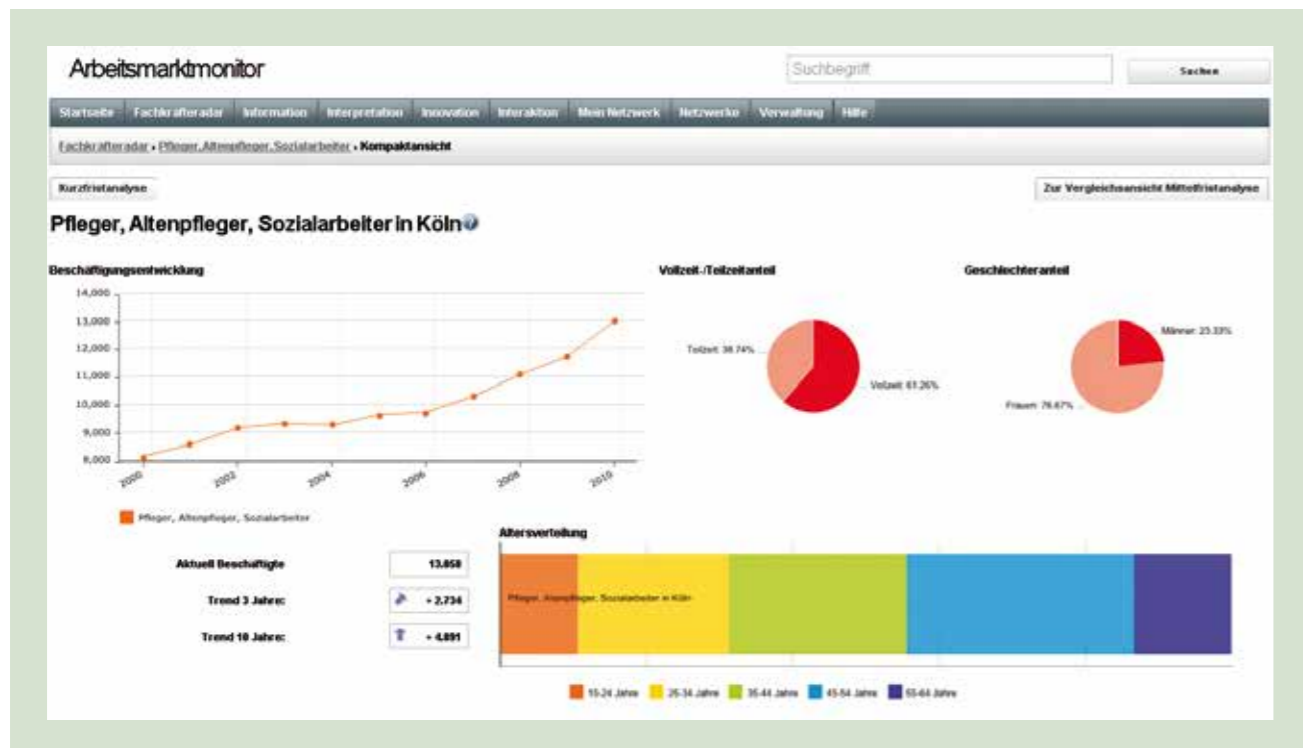 Arbeitsmarktmonitor
Suchbegriff
Suchen
Startseite Fachkräfteradar Information Interpretation Innovation Interaktion Mein Netzwerk Netzwerke Verwaltung Hilfe
Fachkräfteradar › Pfleger, Altenpfleger, Sozialarbeiter › Kompaktansicht
Kurzfristanalyse
Zur Vergleichsansicht Mittelfristanalyse
Pfleger, Altenpfleger, Sozialarbeiter in Köln
Beschäftigungsentwicklung
14,000
13,000
12,000
11,000
10,000
9,000
8,000
2000 2002 2004 2006 2008 2010
Pfleger, Altenpfleger, Sozialarbeiter
Vollzeit-/Teilzeitanteil
Teilzeit: 38.74%
Vollzeit: 61.26%
Geschlechteranteil
Männer: 23.33%
Frauen: 76.67%
Aktuell Beschäftigte 13.058
Trend 3 Jahre: + 2.734
Trend 10 Jahre: + 4.891
Altersverteilung
Pfleger, Altenpfleger, Sozialarbeiter in Köln
15-24 Jahre 25-34 Jahre 35-44 Jahre 45-54 Jahre 55-64 Jahre